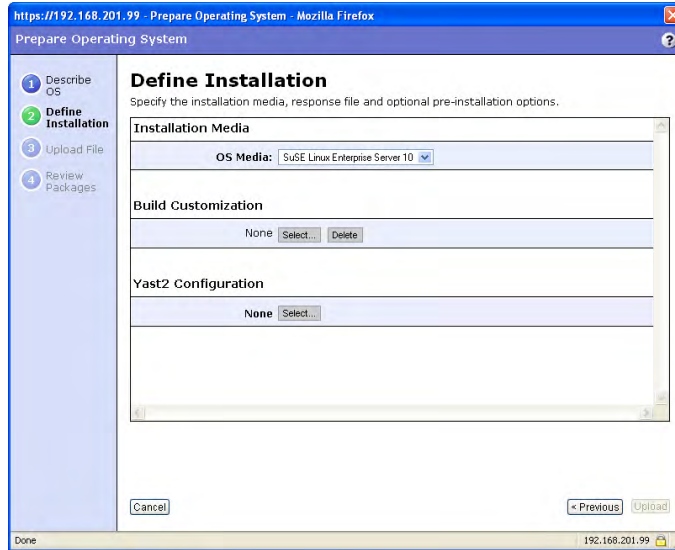 https://192.168.201.99 - Prepare Operating System - Mozilla Firefox
Prepare Operating System
?
1 Describe OS
2 Define Installation
3 Upload File
4 Review Packages
Define Installation
Specify the installation media, response file and optional pre-installation options.
Installation Media
OS Media: SuSE Linux Enterprise Server 10
Build Customization
None Select... Delete
Yast2 Configuration
None Select...
Cancel
« Previous Upload
Done
192.168.201.99